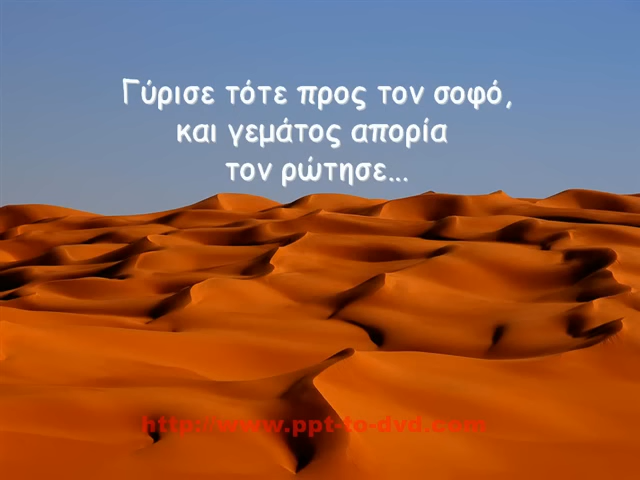 Γύρισε τότε προς τον σοφό,
και γεμάτος απορία
τον ρώτησε...
http://www.ppt-to-dvd.com